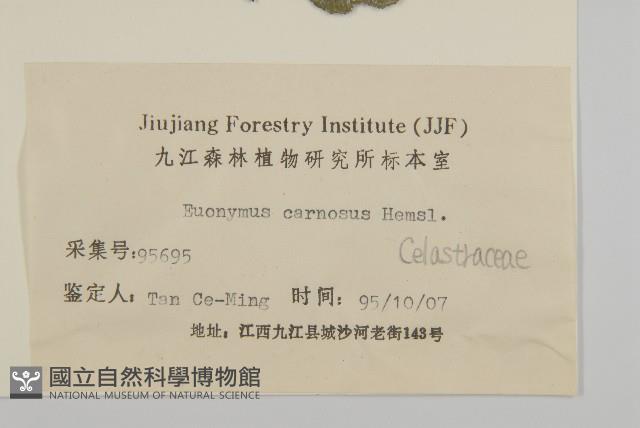 Jiujiang Forestry Institute (JJF)
九江森林植物研究所标本室
Euonymus carnosus Hemsl.
采集号:95695
Celastraceae
鉴定人: Tan Ce-Ming 时间: 95/10/07
地址: 江西九江县城沙河老街143号
國立自然科學博物館
NATIONAL MUSEUM OF NATURAL SCIENCE